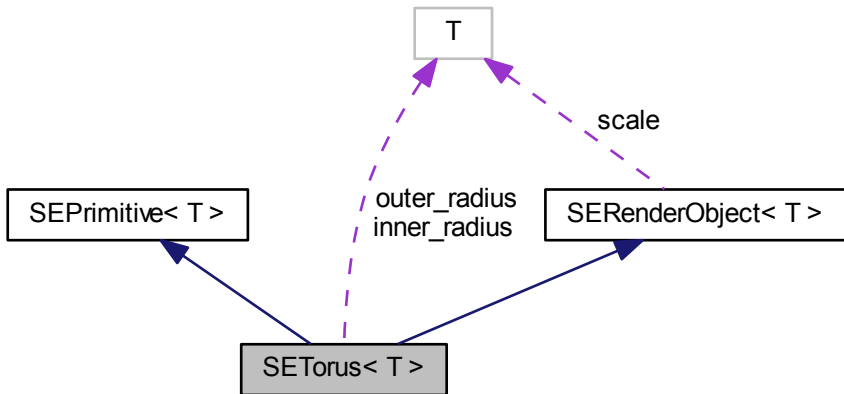 T
scale
outer_radius
inner_radius
SEPrimitive< T >
SERenderObject< T >
SETorus< T >